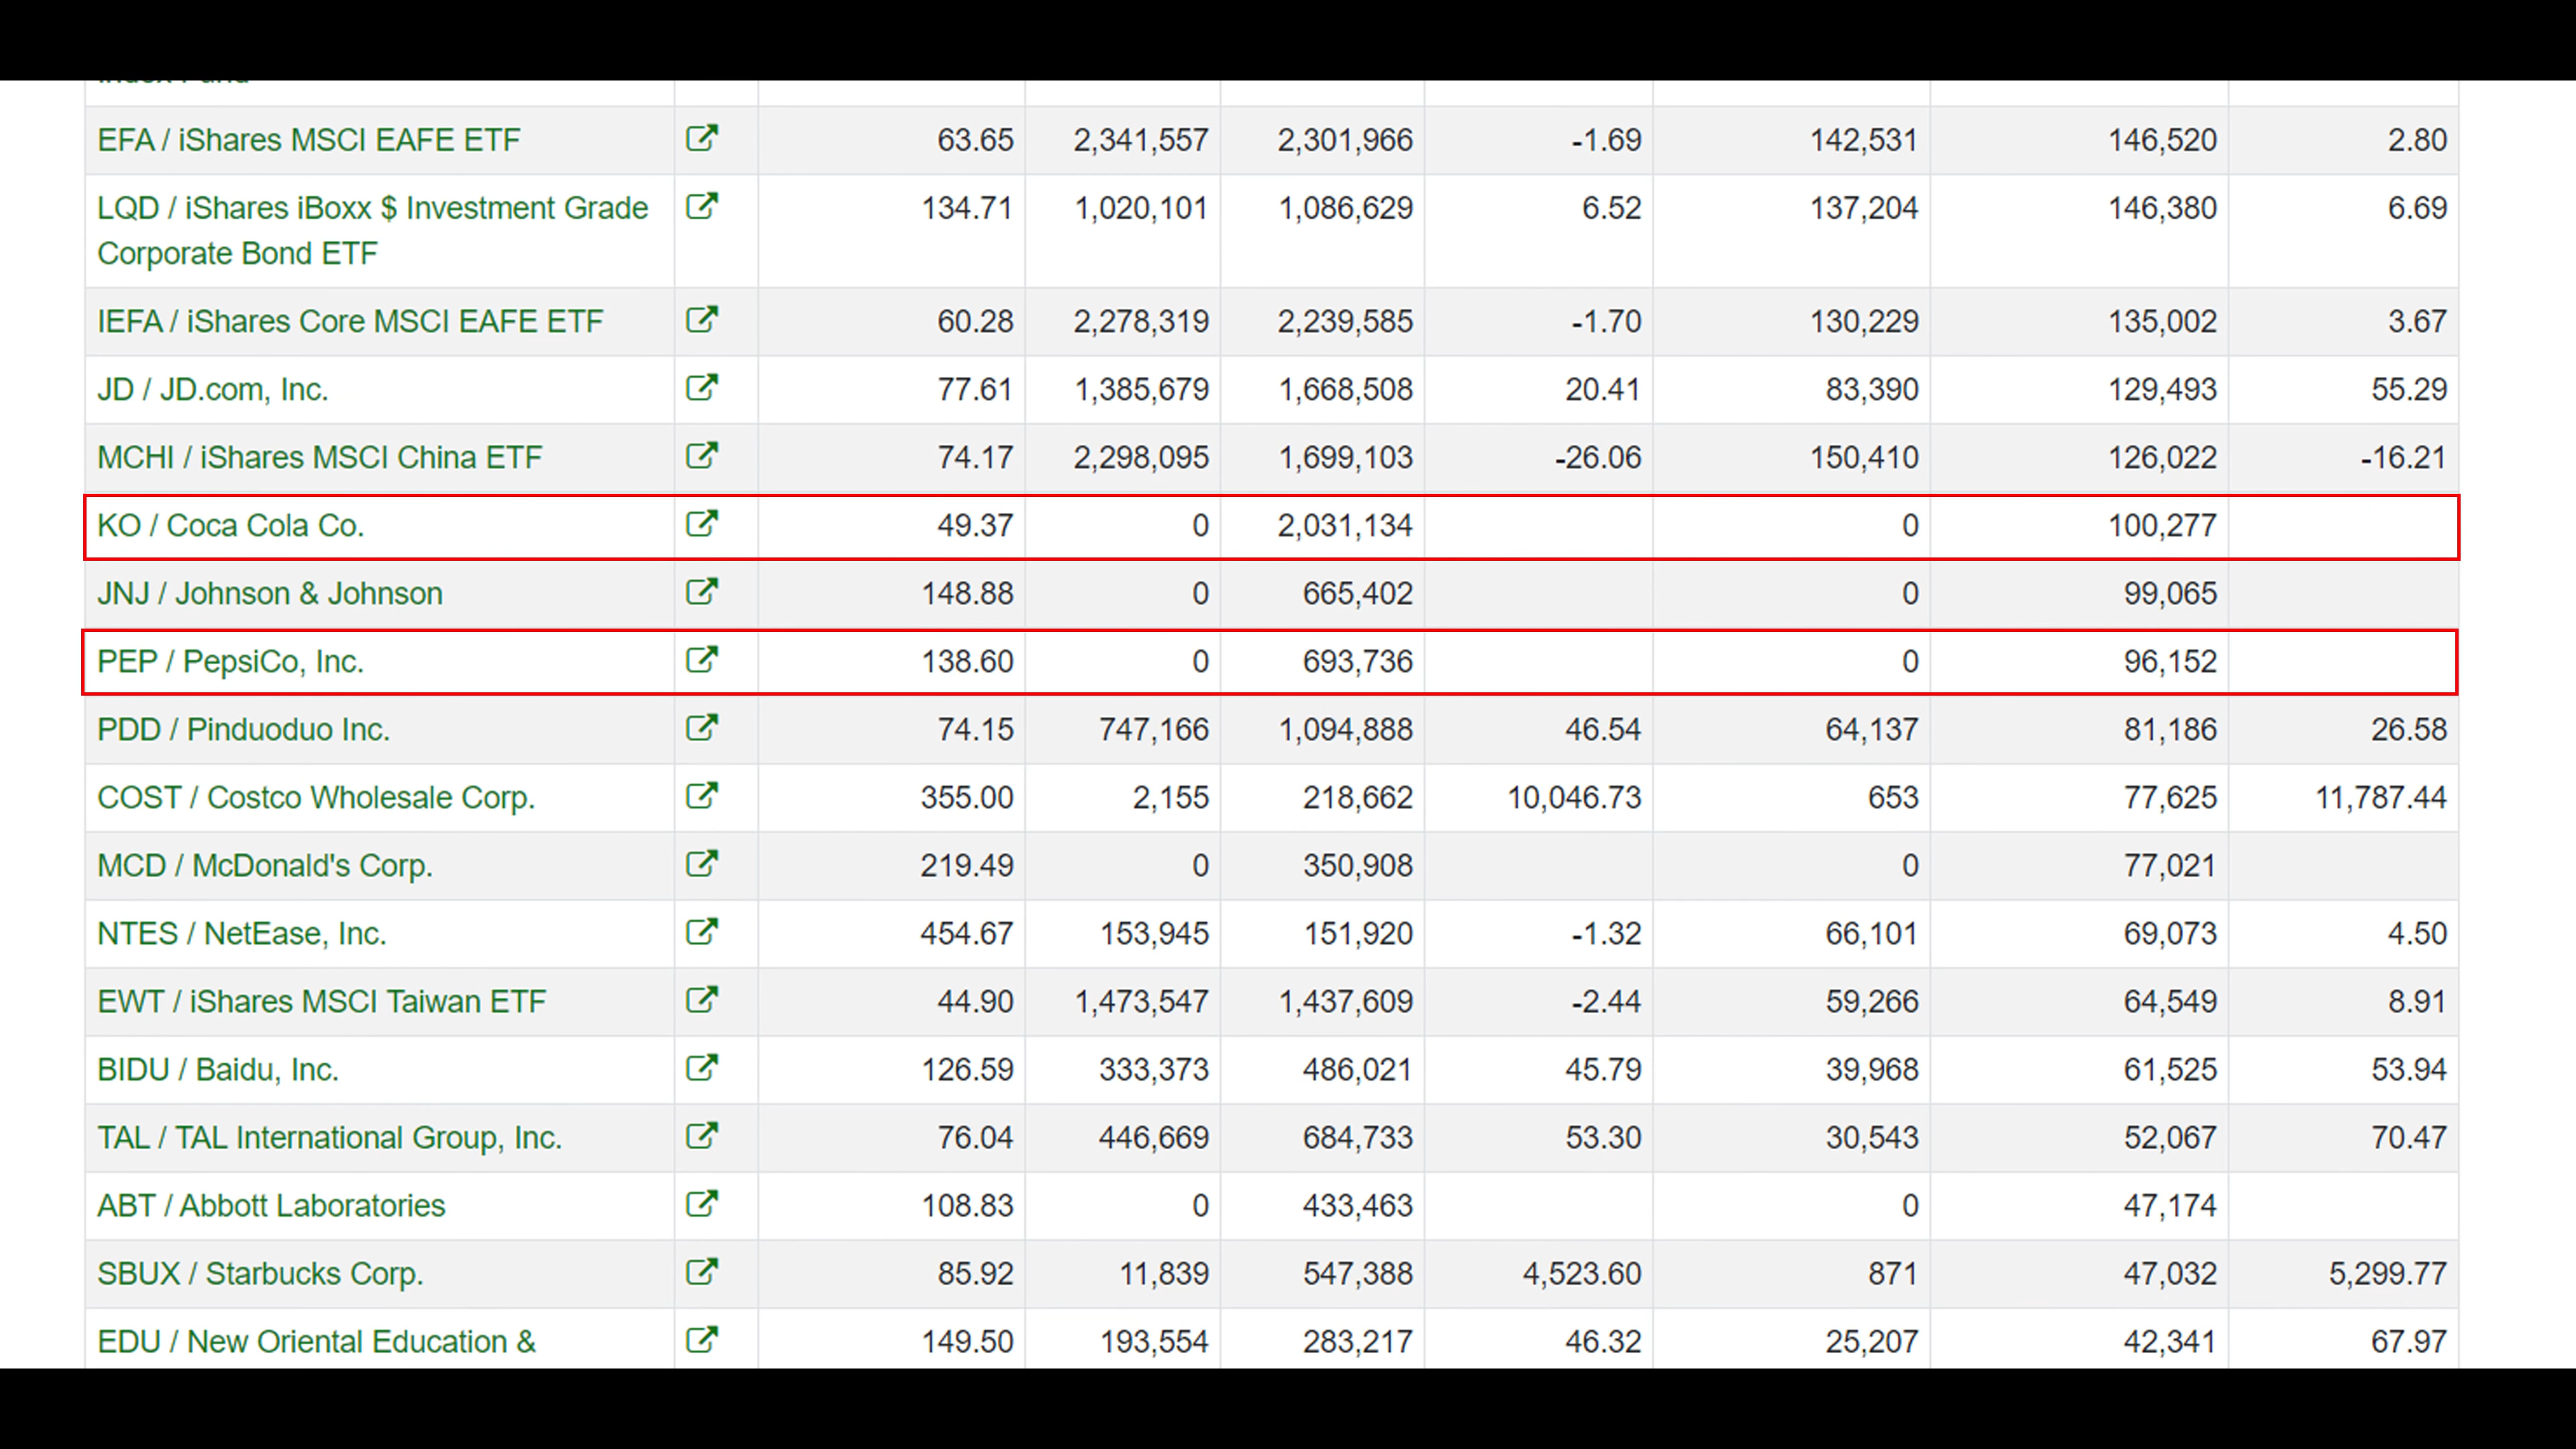 EFA / iShares MSCI EAFE ETF 63.65 2,341,557 2,301,966 -1.69 142,531 146,520 2.80
LQD / iShares iBoxx $ Investment Grade 134.71 1,020,101 1,086,629 6.52 137,204 146,380 6.69
Corporate Bond ETF
IEFA / iShares Core MSCI EAFE ETF 60.28 2,278,319 2,239,585 -1.70 130,229 135,002 3.67
JD / JD.com, Inc. 77.61 1,385,679 1,668,508 20.41 83,390 129,493 55.29
MCHI / iShares MSCI China ETF 74.17 2,298,095 1,699,103 -26.06 150,410 126,022 -16.21
KO / Coca Cola Co. 49.37 0 2,031,134 0 100,277
JNJ / Johnson & Johnson 148.88 0 665,402 0 99,065
PEP / PepsiCo, Inc. 138.60 0 693,736 0 96,152
PDD / Pinduoduo Inc. 74.15 747,166 1,094,888 46.54 64,137 81,186 26.58
COST / Costco Wholesale Corp. 355.00 2,155 218,662 10,046.73 653 77,625 11,787.44
MCD / McDonald's Corp. 219.49 0 350,908 0 77,021
NTES / NetEase, Inc. 454.67 153,945 151,920 -1.32 66,101 69,073 4.50
EWT / iShares MSCI Taiwan ETF 44.90 1,473,547 1,437,609 -2.44 59,266 64,549 8.91
BIDU / Baidu, Inc. 126.59 333,373 486,021 45.79 39,968 61,525 53.94
TAL / TAL International Group, Inc. 76.04 446,669 684,733 53.30 30,543 52,067 70.47
ABT / Abbott Laboratories 108.83 0 433,463 0 47,174
SBUX / Starbucks Corp. 85.92 11,839 547,388 4,523.60 871 47,032 5,299.77
EDU / New Oriental Education & 149.50 193,554 283,217 46.32 25,207 42,341 67.97